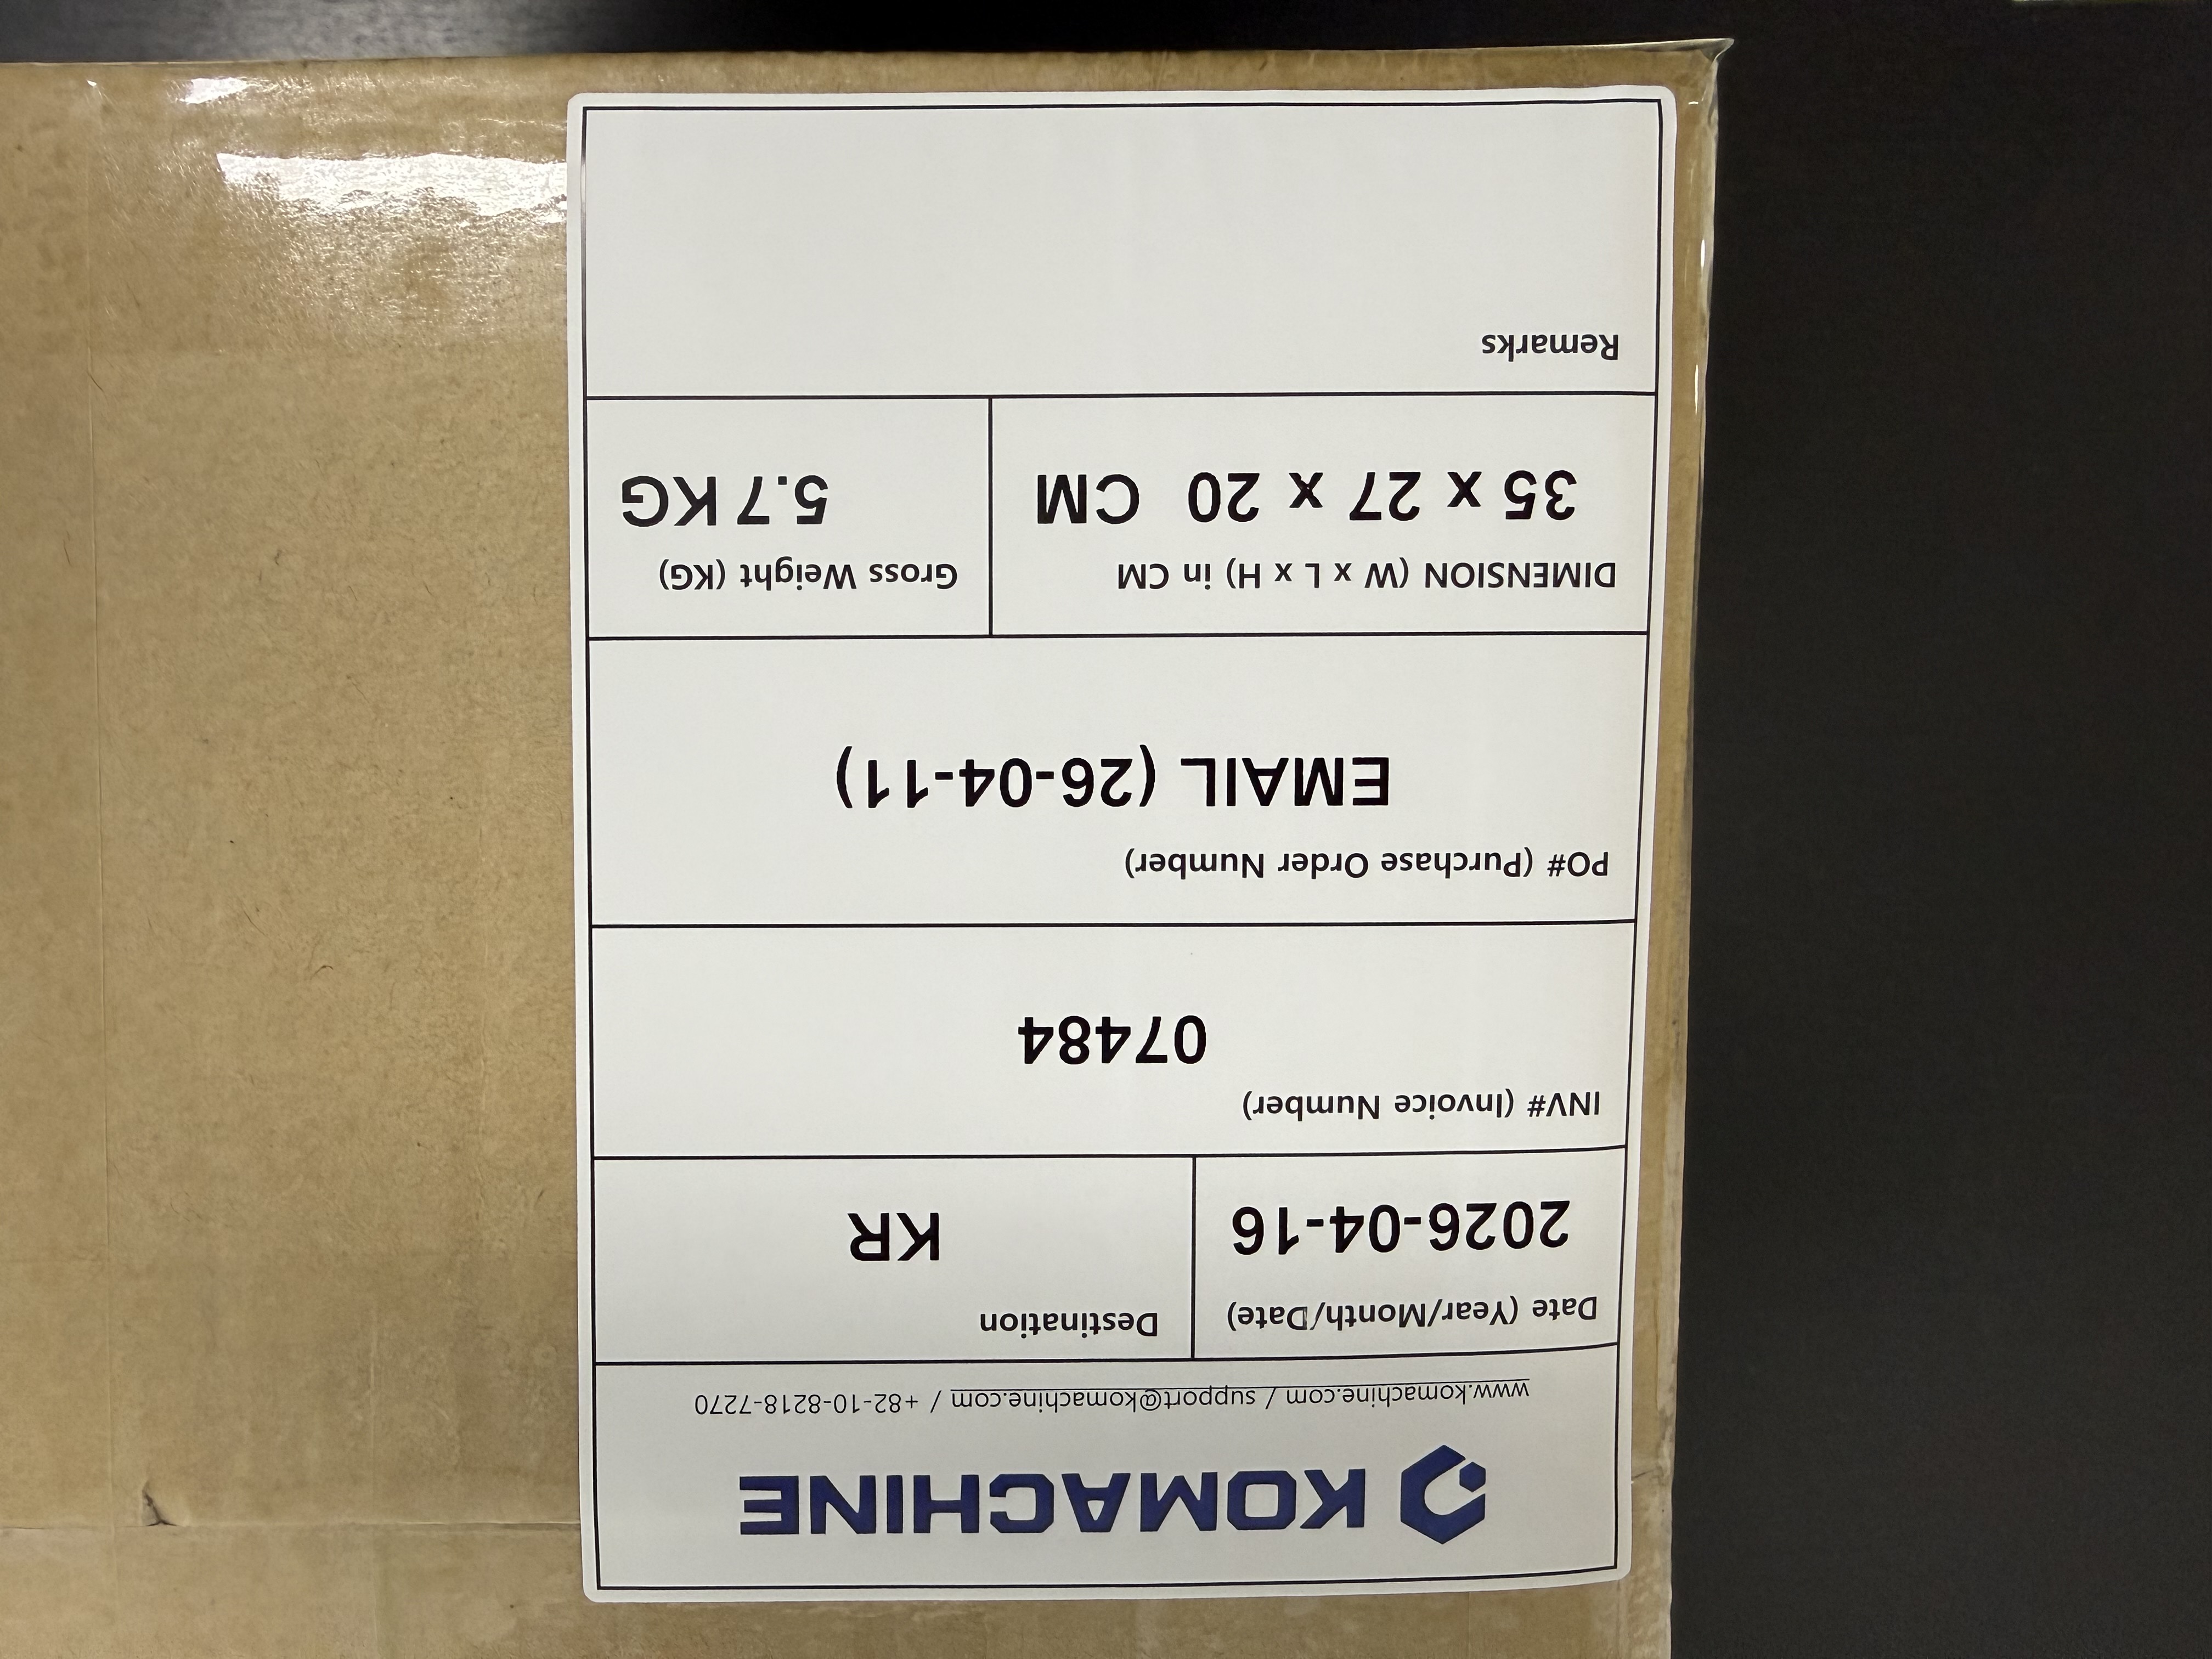 KOMACHINE
www.komachine.com / support@komachine.com / +82-10-8218-7270
Date (Year/Month/Date)
2026-04-16
Destination
KR
INV# (Invoice Number)
07484
PO# (Purchase Order Number)
EMAIL (26-04-11)
DIMENSION (W x L x H) in CM
35 x 27 x 20 CM
Gross Weight (KG)
5.7 KG
Remarks